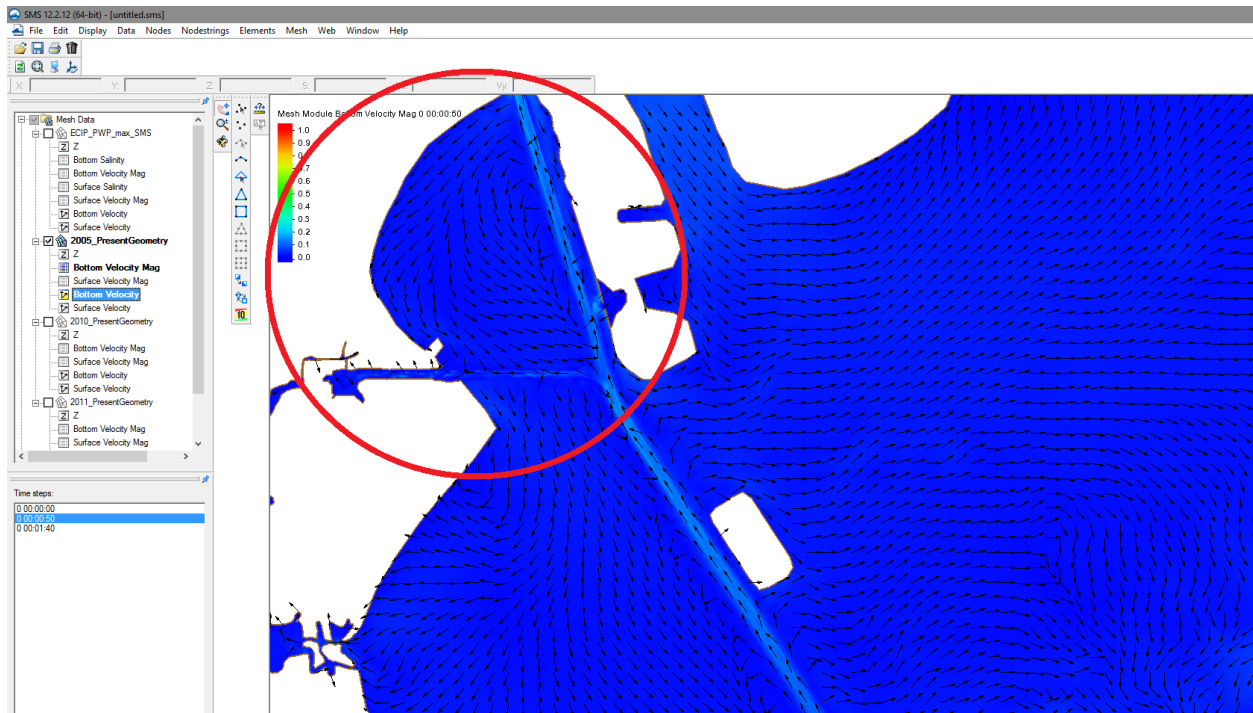 SMS 12.2.12 (64-bit) - [untitled.sms]
File Edit Display Data Nodes Nodestrings Elements Mesh Web Window Help
X: Y: Z: S: Vy:
Mesh Data
ECIP_PWP_max_SMS
Z
Bottom Salinity
Bottom Velocity Mag
Surface Salinity
Surface Velocity Mag
Bottom Velocity
Surface Velocity
2005_PresentGeometry
Z
Bottom Velocity Mag
Surface Velocity Mag
Bottom Velocity
Surface Velocity
2010_PresentGeometry
Z
Bottom Velocity Mag
Surface Velocity Mag
Bottom Velocity
Surface Velocity
2011_PresentGeometry
Z
Bottom Velocity Mag
Surface Velocity Mag
Time steps:
0 00:00:00
0 00:00:50
0 00:01:40
10
Mesh Module Bottom Velocity Mag 0 00:00:50
1.0
0.9
0.8
0.7
0.6
0.5
0.4
0.3
0.2
0.1
0.0